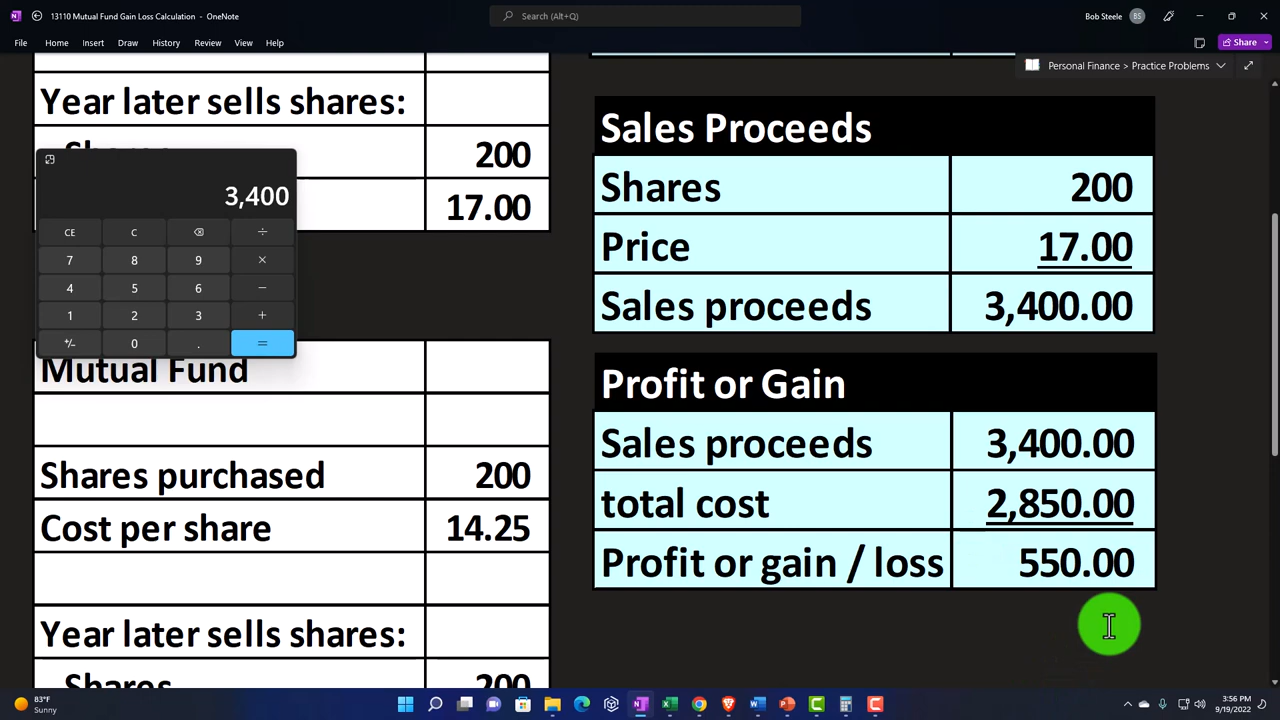 13110 Mutual Fund Gain Loss Calculation - OneNote
Search (Alt+Q)
Bob Steele
BS
File Home Insert Draw History Review View Help
Share
Personal Finance > Practice Problems
Year later sells shares:
Shares 200
17.00
3,400
CE C ⌫ ÷
7 8 9 ×
4 5 6 −
1 2 3 +
+/− 0 . =
Mutual Fund
Shares purchased 200
Cost per share 14.25
Year later sells shares:
Shares 200
Sales Proceeds
Shares 200
Price 17.00
Sales proceeds 3,400.00
Profit or Gain
Sales proceeds 3,400.00
total cost 2,850.00
Profit or gain / loss 550.00
83°F
Sunny
3:56 PM
9/19/2022